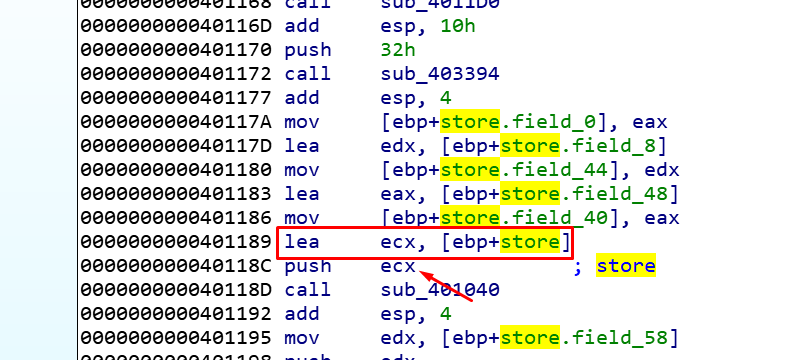 0000000000401168 call sub_4011D0
000000000040116D add esp, 10h
0000000000401170 push 32h
0000000000401172 call sub_403394
0000000000401177 add esp, 4
000000000040117A mov [ebp+store.field_0], eax
000000000040117D lea edx, [ebp+store.field_8]
0000000000401180 mov [ebp+store.field_44], edx
0000000000401183 lea eax, [ebp+store.field_48]
0000000000401186 mov [ebp+store.field_40], eax
0000000000401189 lea ecx, [ebp+store]
000000000040118C push ecx ; store
000000000040118D call sub_401040
0000000000401192 add esp, 4
0000000000401195 mov edx, [ebp+store.field_58]
0000000000401198 push edx